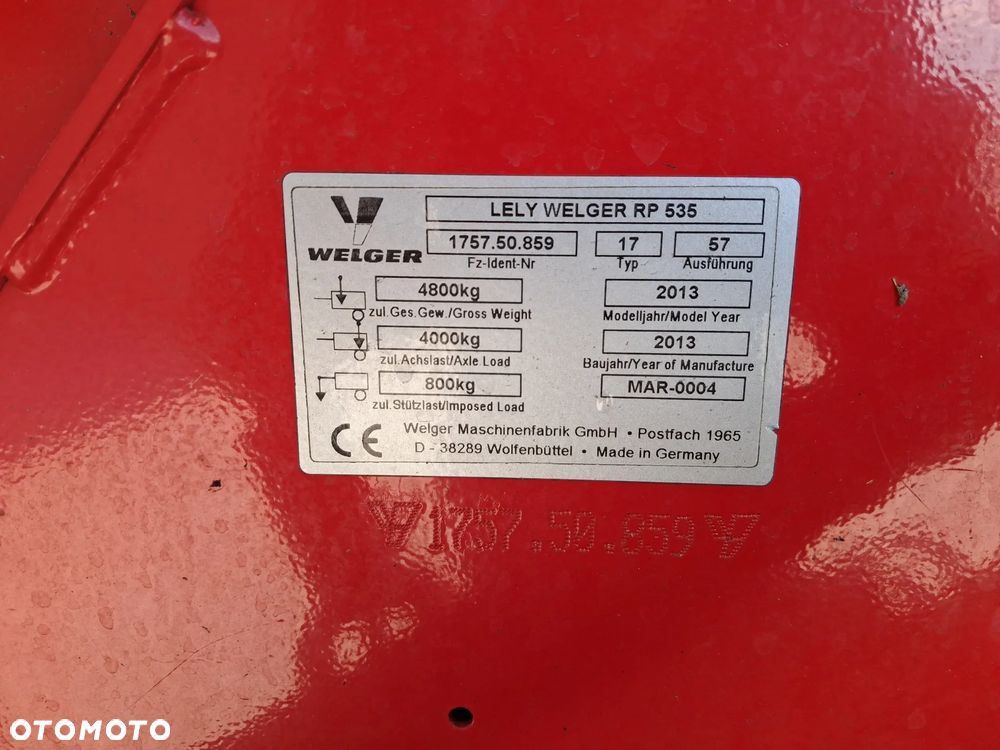 LELY WELGER RP 535
WELGER
1757.50.859 17 57
Fz-Ident-Nr Typ Ausführung
4800kg 2013
zul.Ges.Gew./Gross Weight Modelljahr/Model Year
4000kg 2013
zul.Achslast/Axle Load Baujahr/Year of Manufacture
800kg MAR-0004
zul.Stützlast/Imposed Load
CE Welger Maschinenfabrik GmbH • Postfach 1965
D - 38289 Wolfenbüttel • Made in Germany
1757.50.859
OTOMOTO